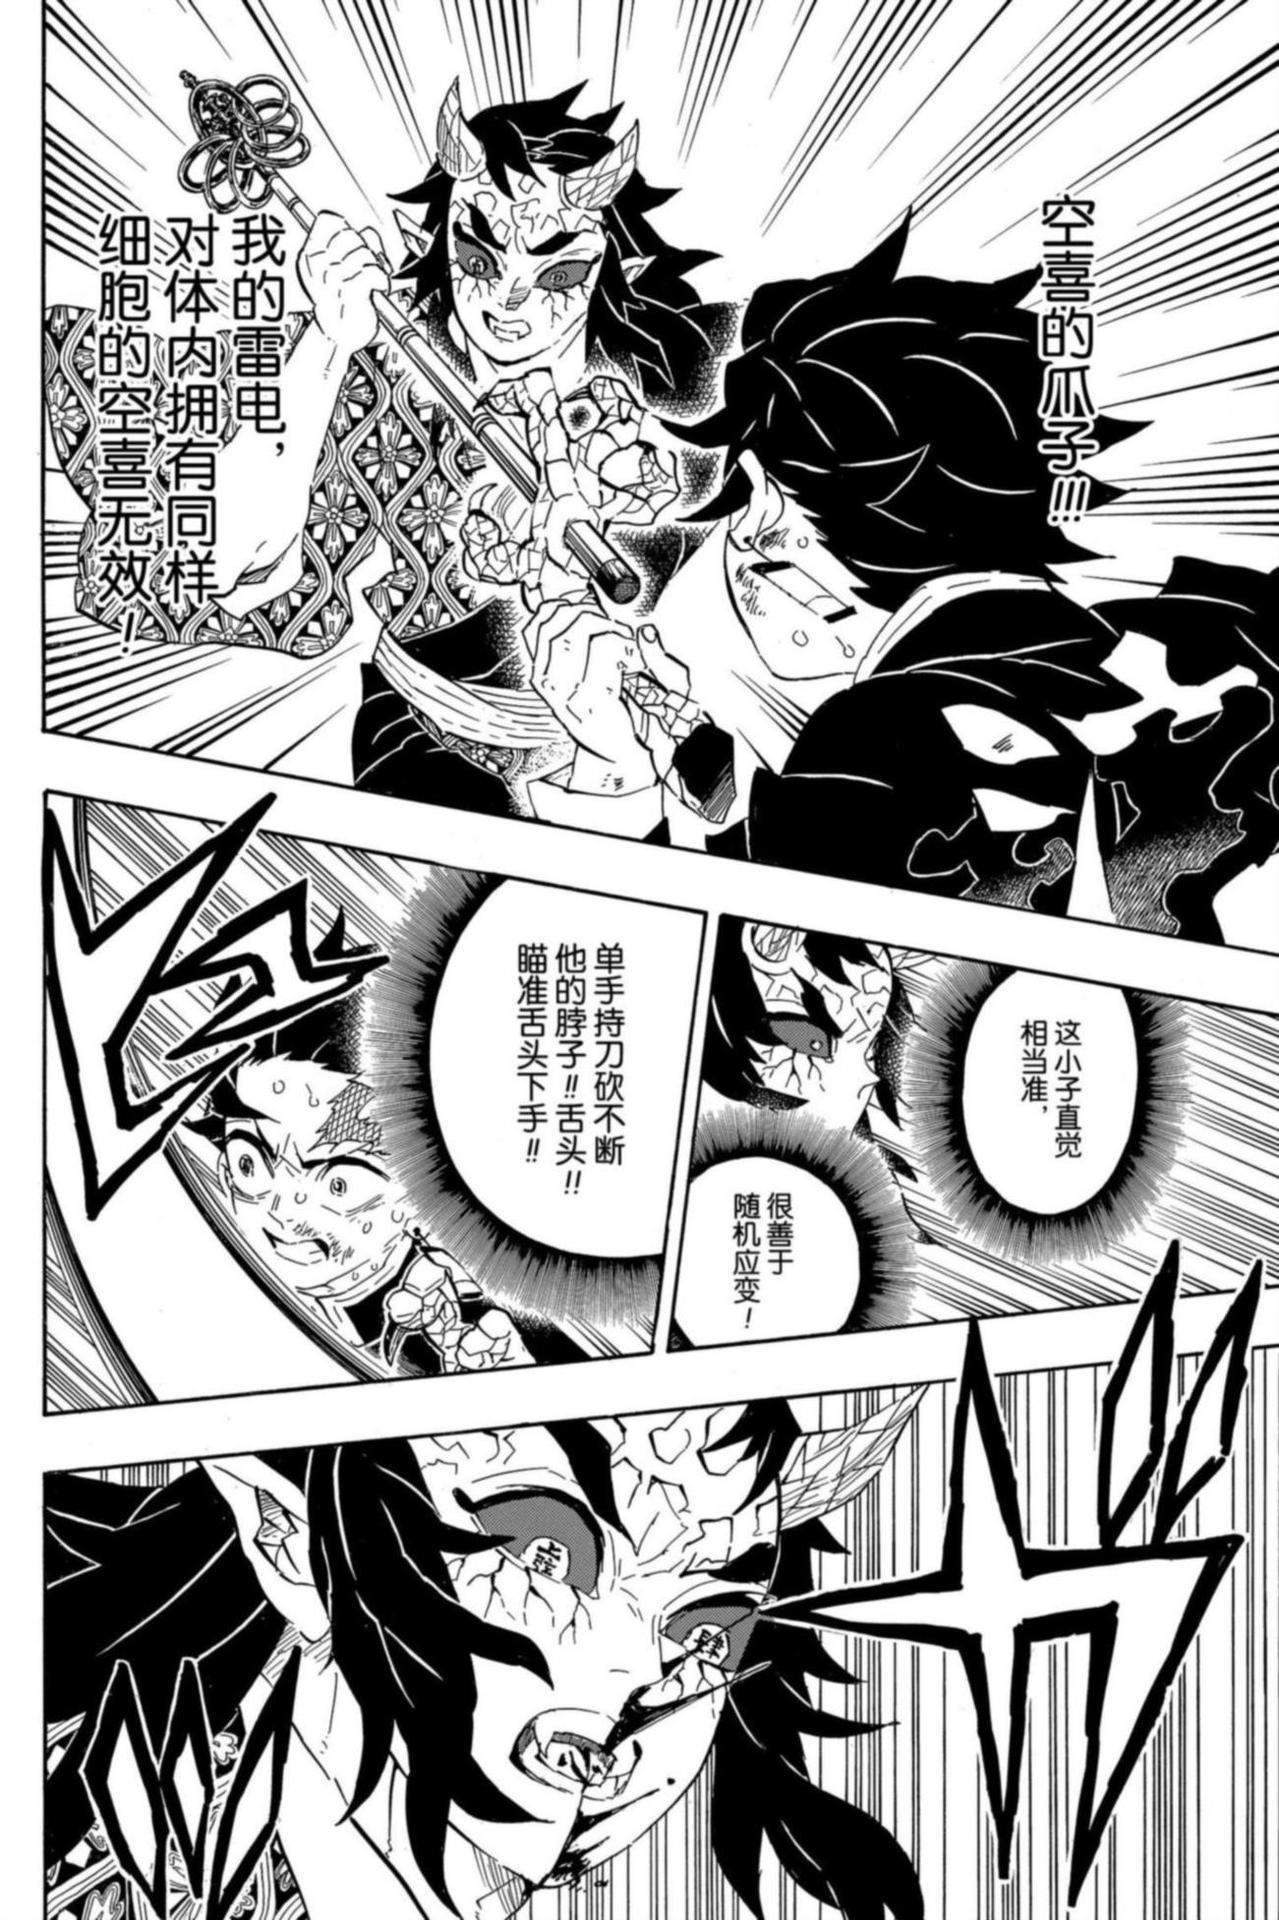 空喜的爪子!!!
我的雷电，
对体内拥有同样
细胞的空喜无效！
这小子直觉
相当准，
很善于
随机应变！
单手持刀砍不断
他的脖子!!舌头!!
瞄准舌头下手!!
上弦
肆